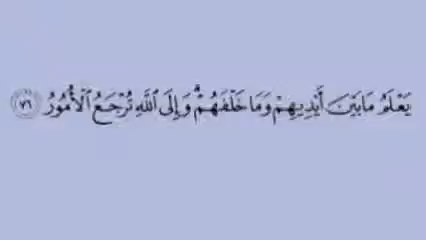 يَعْلَمُ مَا بَيْنَ أَيْدِيهِمْ وَمَا خَلْفَهُمْ ۗ وَإِلَى ٱللَّهِ تُرْجَعُ ٱلْأُمُورُ ٧٦